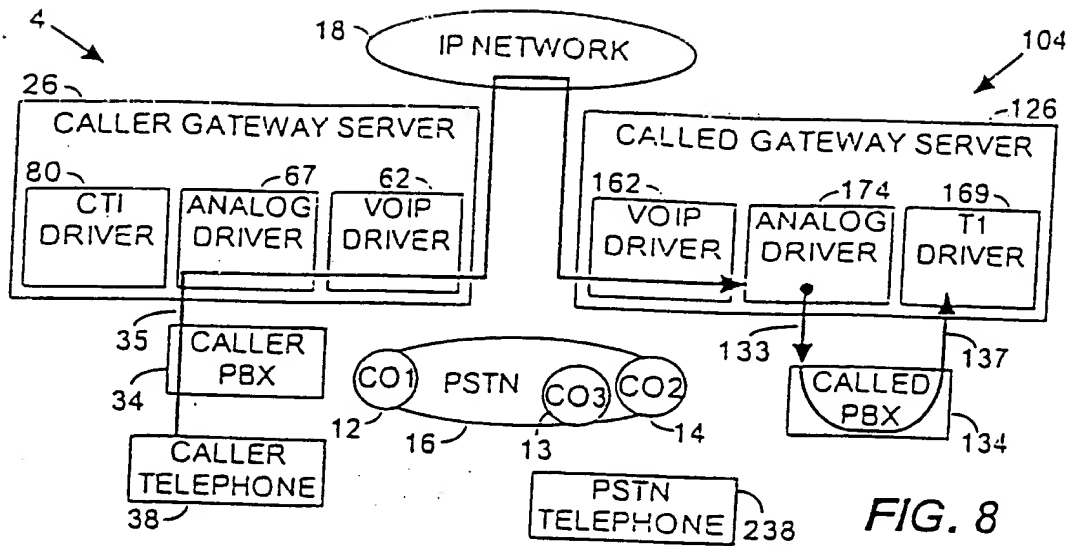 4
18
IP NETWORK
104
26
CALLER GATEWAY SERVER
126
CALLED GATEWAY SERVER
80
CTI
DRIVER
67
ANALOG
DRIVER
62
VOIP
DRIVER
162
VOIP
DRIVER
174
ANALOG
DRIVER
169
T1
DRIVER
35
CALLER
PBX
34
133
137
CO1
PSTN
CO3
CO2
12
16
13
14
CALLED
PBX
134
CALLER
TELEPHONE
38
PSTN
TELEPHONE
238
FIG. 8